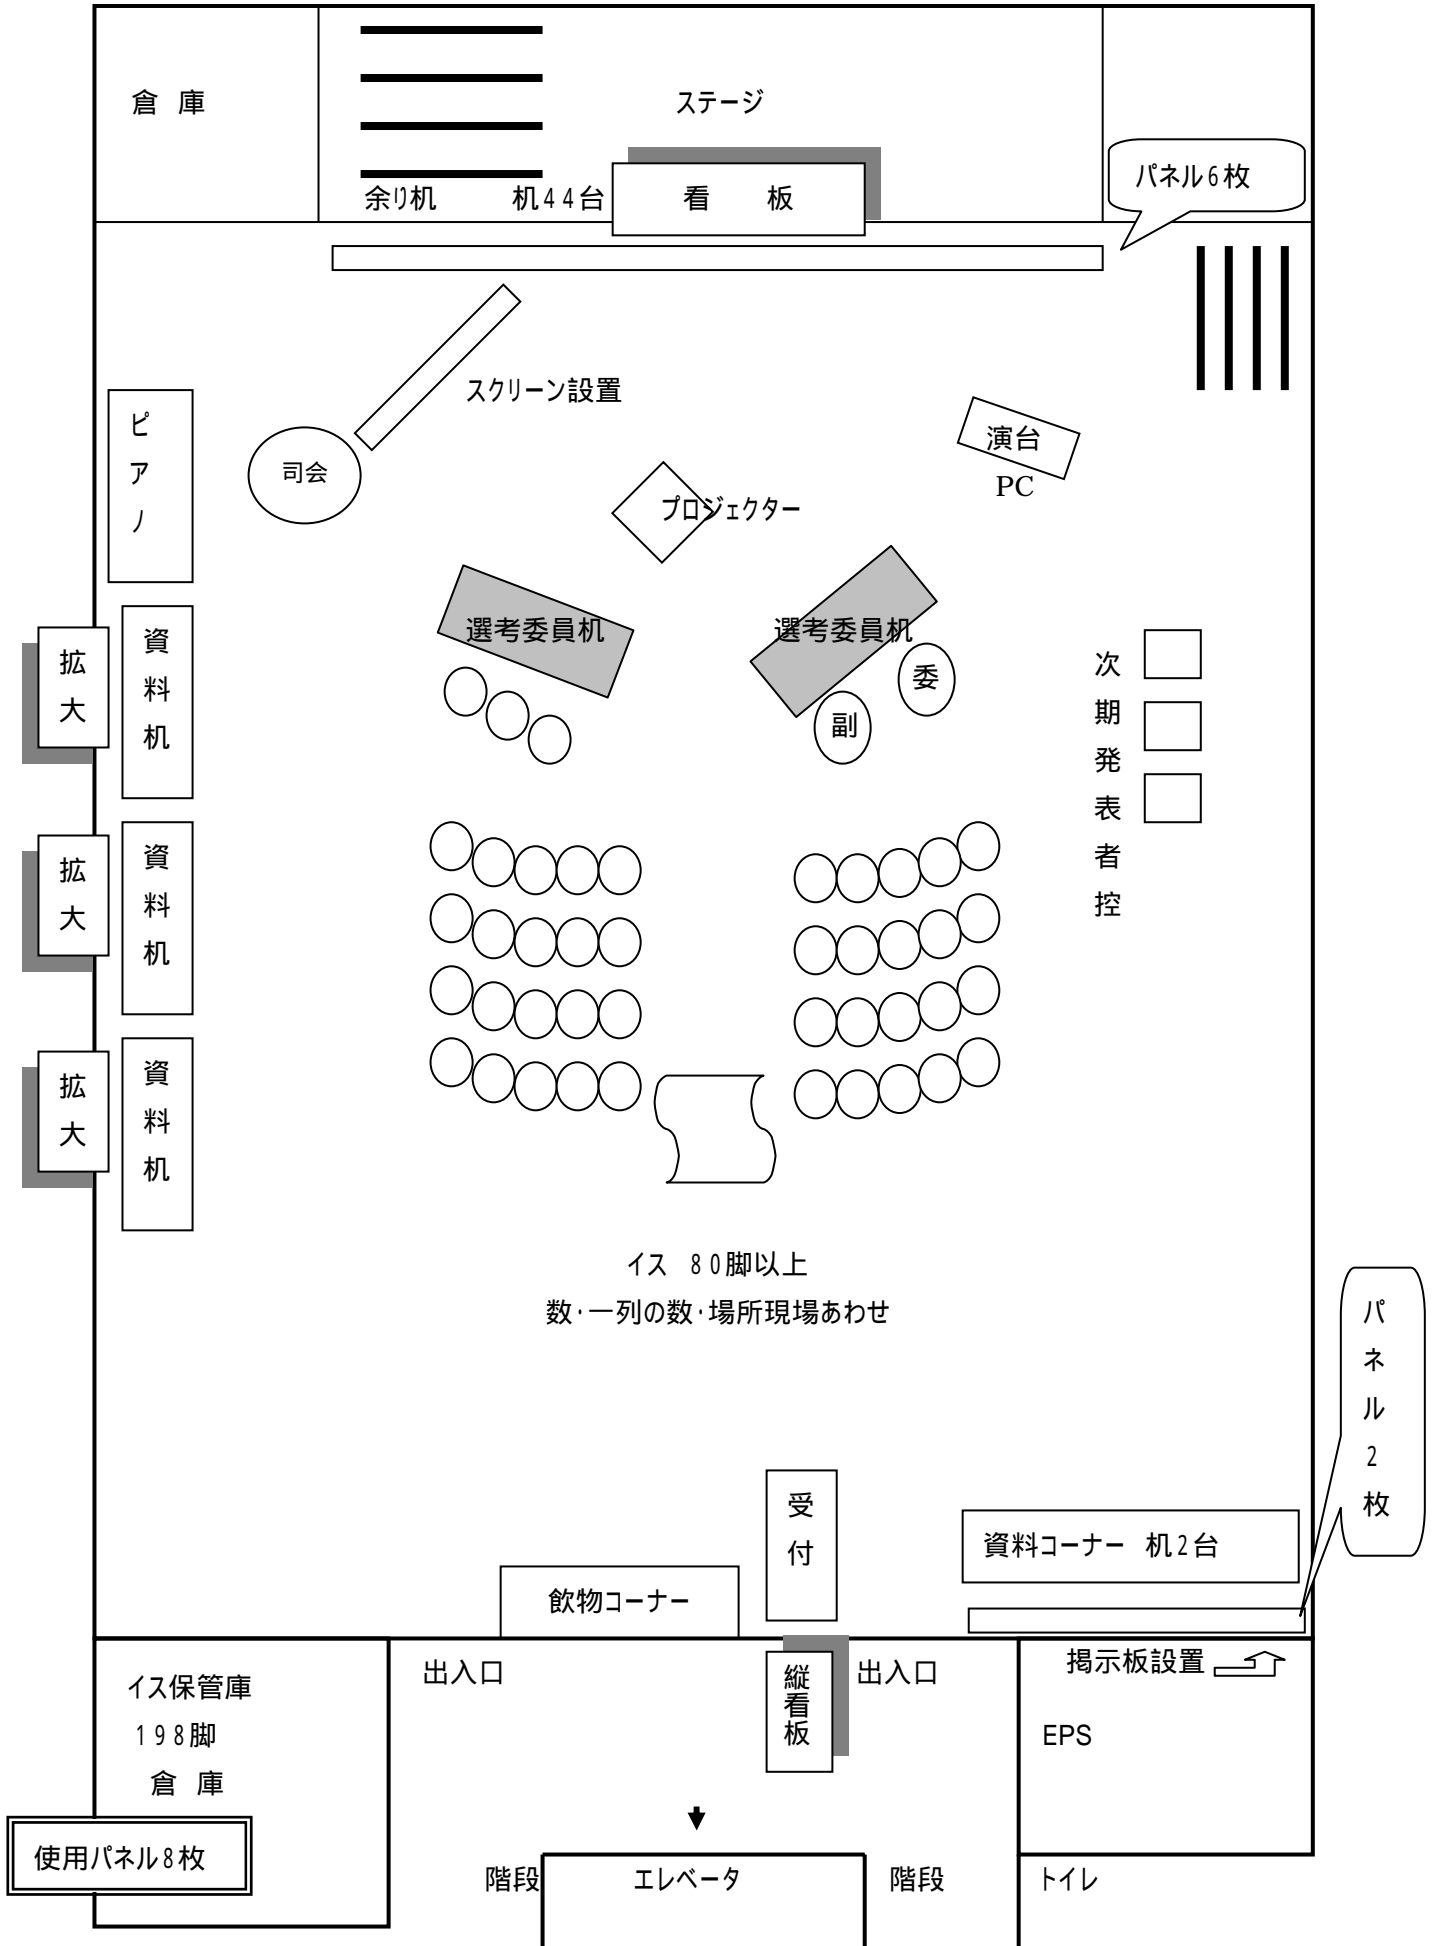 倉 庫
ステージ
パネル6枚
余り机
机44台
看 板
スクリーン設置
ピアノ
司会
演台
PC
プロジェクター
選考委員机
選考委員机
委
副
次期発表者控
拡大
資料机
拡大
資料机
拡大
資料机
イス 80脚以上
数・一列の数・場所現場あわせ
パネル2枚
受付
資料コーナー 机2台
飲物コーナー
掲示板設置
出入口
縦看板
出入口
イス保管庫
198脚
倉 庫
EPS
使用パネル8枚
階段
エレベータ
階段
トイレ